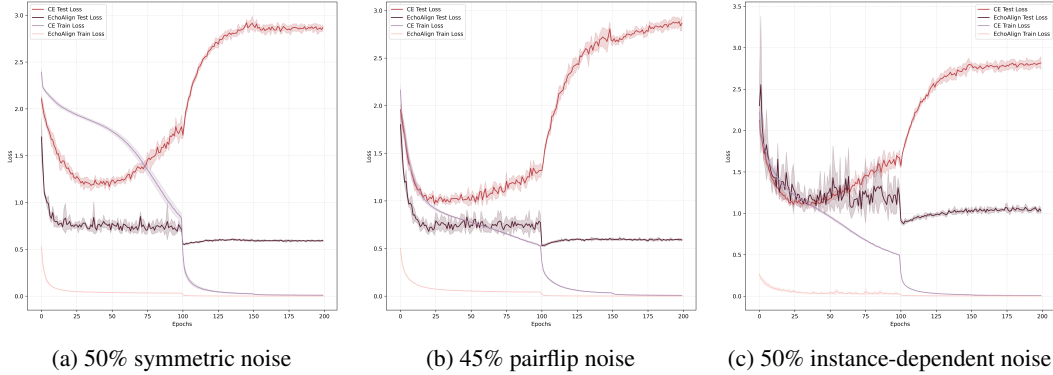 CE Test Loss
EchoAlign Test Loss
CE Train Loss
EchoAlign Train Loss
3.0
2.5
2.0
1.5
1.0
0.5
0.0
Loss
0 25 50 75 100 125 150 175 200
Epochs
(a) 50% symmetric noise
CE Test Loss
EchoAlign Test Loss
CE Train Loss
EchoAlign Train Loss
3.0
2.5
2.0
1.5
1.0
0.5
0.0
Loss
0 25 50 75 100 125 150 175 200
Epochs
(b) 45% pairflip noise
CE Test Loss
EchoAlign Test Loss
CE Train Loss
EchoAlign Train Loss
3.5
3.0
2.5
2.0
1.5
1.0
0.5
0.0
Loss
0 25 50 75 100 125 150 175 200
Epochs
(c) 50% instance-dependent noise